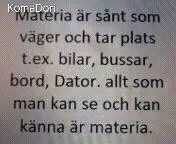 KomaDori
Materia är sånt som
väger och tar plats
t.ex. bilar, bussar,
bord, Dator. allt som
man kan se och kan
känna är materia.